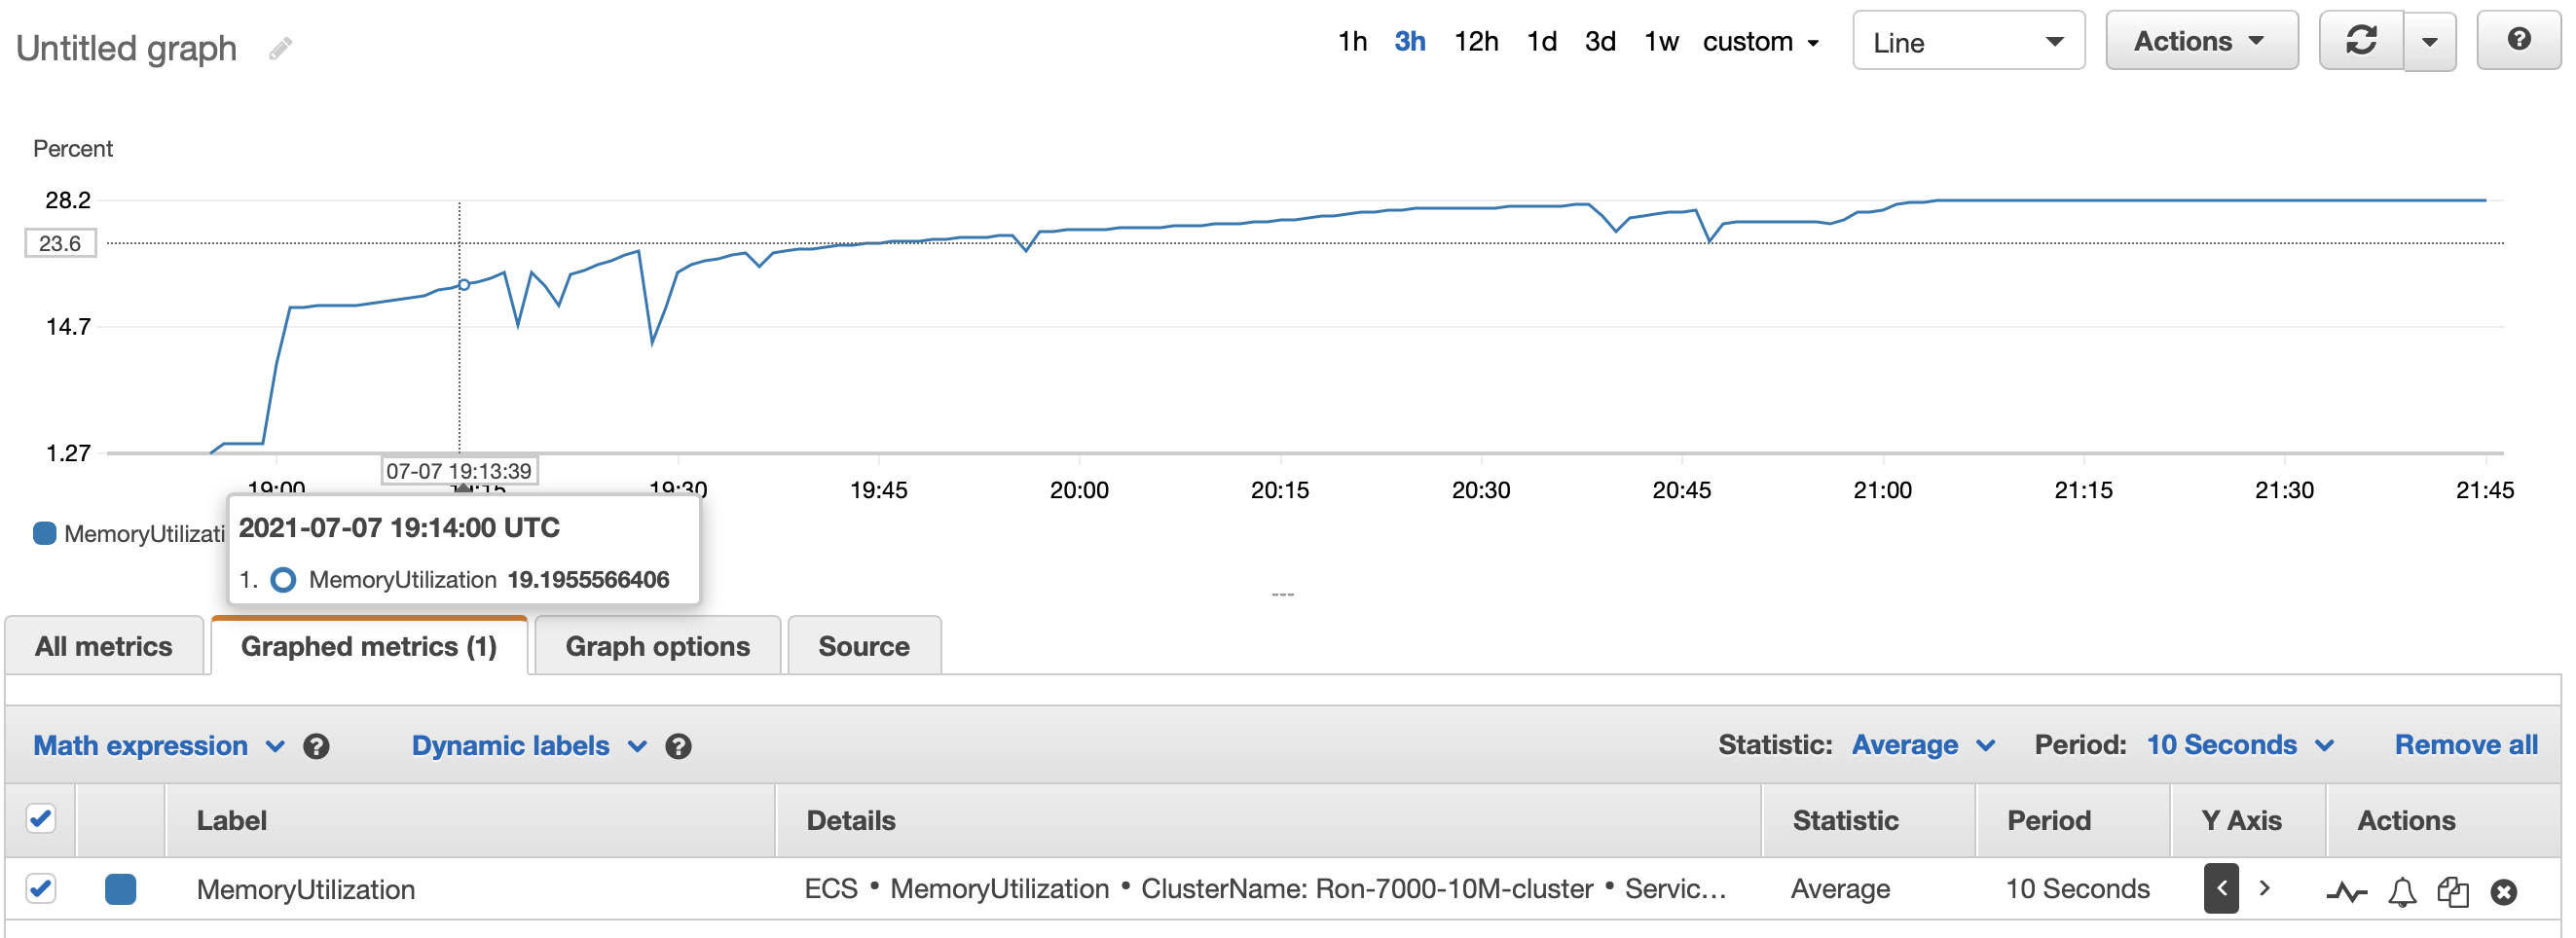 Untitled graph
1h 3h 12h 1d 3d 1w custom Line Actions ?
Percent
28.2
23.6
14.7
1.27
07-07 19:13:39
19:00 19:15 19:30 19:45 20:00 20:15 20:30 20:45 21:00 21:15 21:30 21:45
MemoryUtilizati
2021-07-07 19:14:00 UTC
1. MemoryUtilization 19.1955566406
All metrics Graphed metrics (1) Graph options Source
Math expression ? Dynamic labels ? Statistic: Average Period: 10 Seconds Remove all
Label Details Statistic Period Y Axis Actions
MemoryUtilization ECS • MemoryUtilization • ClusterName: Ron-7000-10M-cluster • Servic... Average 10 Seconds < >